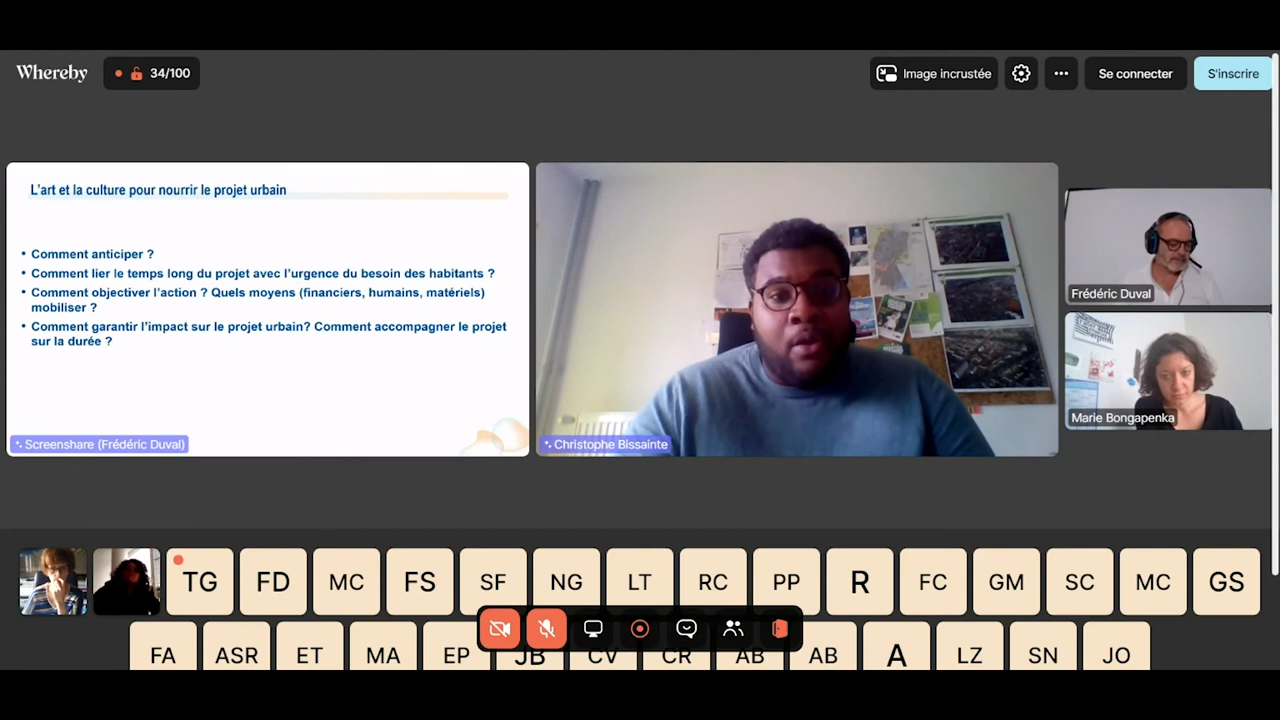 Whereby
34/100
Image incrustée
Se connecter
S'inscrire
L'art et la culture pour nourrir le projet urbain
• Comment anticiper ?
• Comment lier le temps long du projet avec l'urgence du besoin des habitants ?
• Comment objectiver l'action ? Quels moyens (financiers, humains, matériels)
mobiliser ?
• Comment garantir l'impact sur le projet urbain? Comment accompagner le projet
sur la durée ?
Screenshare (Frédéric Duval)
Christophe Bissainte
Frédéric Duval
Marie Bongapenka
TG FD MC FS SF NG LT RC PP R FC GM SC MC GS
FA ASR ET MA EP JB CV CR AB AB A LZ SN JO